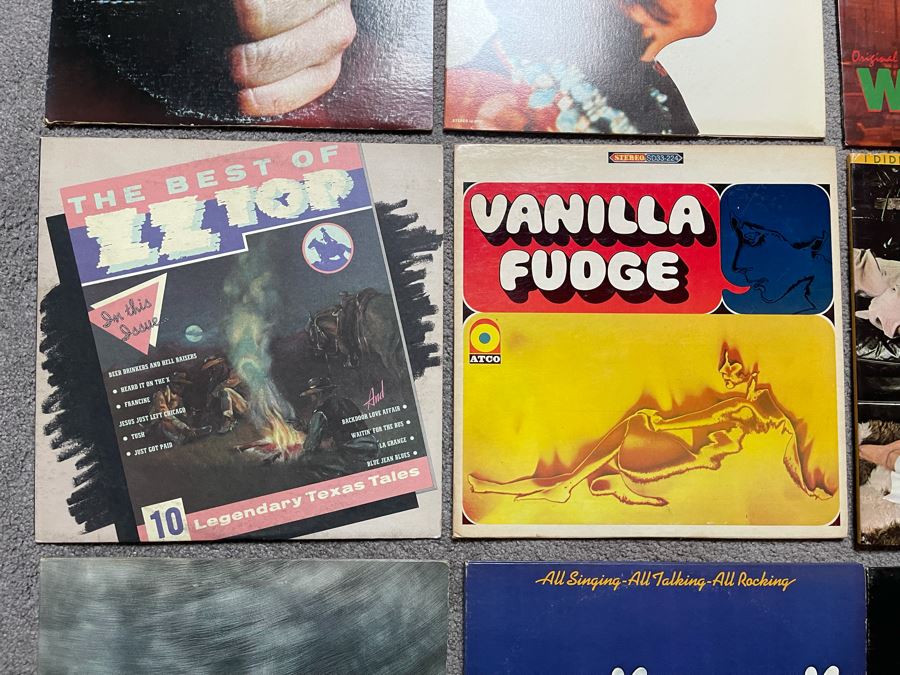 Original
W
THE BEST OF
ZZ TOP
In this
Issue
BEER DRINKERS AND HELL RAISERS
• HEARD IT ON THE X
• FRANCINE
JESUS JUST LEFT CHICAGO
• TUSH
• JUST GOT PAID
And
BACKDOOR LOVE AFFAIR •
WAITIN' FOR THE BUS •
LA GRANGE •
BLUE JEAN BLUES •
10 Legendary Texas Tales
STEREO SD33-224
VANILLA
FUDGE
ATCO
I DID
All Singing-All Talking-All Rocking